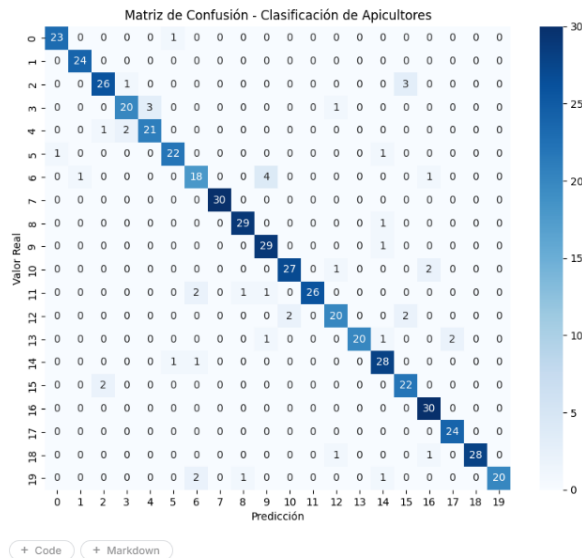 Matriz de Confusión - Clasificación de Apicultores
0 23 0 0 0 0 1 0 0 0 0 0 0 0 0 0 0 0 0 0 0
1 0 24 0 0 0 0 0 0 0 0 0 0 0 0 0 0 0 0 0 0
2 0 0 26 1 0 0 0 0 0 0 0 0 0 0 0 3 0 0 0 0
3 0 0 0 20 3 0 0 0 0 0 0 0 1 0 0 0 0 0 0 0
4 0 0 1 2 21 0 0 0 0 0 0 0 0 0 0 0 0 0 0 0
5 1 0 0 0 0 22 0 0 0 0 0 0 0 0 1 0 0 0 0 0
6 0 1 0 0 0 0 18 0 0 4 0 0 0 0 0 0 1 0 0 0
7 0 0 0 0 0 0 0 30 0 0 0 0 0 0 0 0 0 0 0 0
8 0 0 0 0 0 0 0 0 29 0 0 0 0 0 1 0 0 0 0 0
9 0 0 0 0 0 0 0 0 0 29 0 0 0 0 1 0 0 0 0 0
10 0 0 0 0 0 0 0 0 0 0 27 0 1 0 0 0 2 0 0 0
11 0 0 0 0 0 0 2 0 1 1 0 26 0 0 0 0 0 0 0 0
12 0 0 0 0 0 0 0 0 0 0 2 0 20 0 0 2 0 0 0 0
13 0 0 0 0 0 0 0 0 0 1 0 0 0 20 1 0 0 2 0 0
14 0 0 0 0 0 1 1 0 0 0 0 0 0 0 28 0 0 0 0 0
15 0 0 2 0 0 0 0 0 0 0 0 0 0 0 0 22 0 0 0 0
16 0 0 0 0 0 0 0 0 0 0 0 0 0 0 0 0 30 0 0 0
17 0 0 0 0 0 0 0 0 0 0 0 0 0 0 0 0 0 24 0 0
18 0 0 0 0 0 0 0 0 0 0 0 0 1 0 0 0 1 0 28 0
19 0 0 0 0 0 0 2 0 1 0 0 0 0 0 1 0 0 0 0 20
0 1 2 3 4 5 6 7 8 9 10 11 12 13 14 15 16 17 18 19
Valor Real
Predicción
30
25
20
15
10
5
0
+ Code
+ Markdown